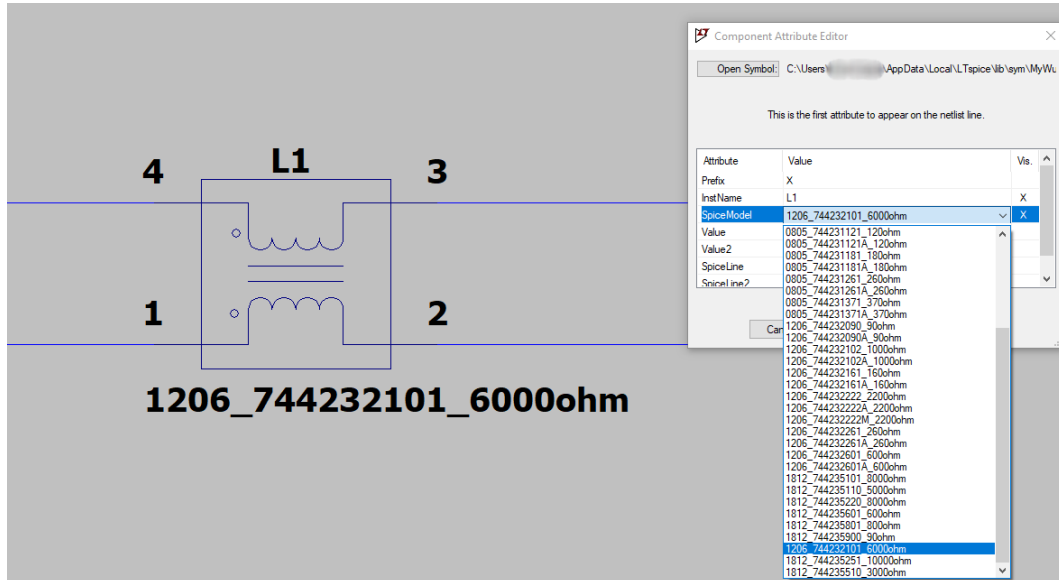 4
L1
3
1
2
1206_744232101_6000ohm
Component Attribute Editor
Open Symbol: C:\Users\ \AppData\Local\LTspice\lib\sym\MyWu
This is the first attribute to appear on the netlist line.
Attribute Value Vis.
Prefix X
InstName L1 X
SpiceModel 1206_744232101_6000ohm X
Value
Value2
SpiceLine
SpiceLine2
Can
0805_744231121_120ohm
0805_744231121A_120ohm
0805_744231181_180ohm
0805_744231181A_180ohm
0805_744231261_260ohm
0805_744231261A_260ohm
0805_744231371_370ohm
0805_744231371A_370ohm
1206_744232090_90ohm
1206_744232090A_90ohm
1206_744232102_1000ohm
1206_744232102A_1000ohm
1206_744232161_160ohm
1206_744232161A_160ohm
1206_744232222_2200ohm
1206_744232222A_2200ohm
1206_744232222M_2200ohm
1206_744232261_260ohm
1206_744232261A_260ohm
1206_744232601_600ohm
1206_744232601A_600ohm
1812_744235101_8000ohm
1812_744235110_5000ohm
1812_744235220_8000ohm
1812_744235601_600ohm
1812_744235801_800ohm
1812_744235900_90ohm
1206_744232101_6000ohm
1812_744235251_10000ohm
1812_744235510_3000ohm